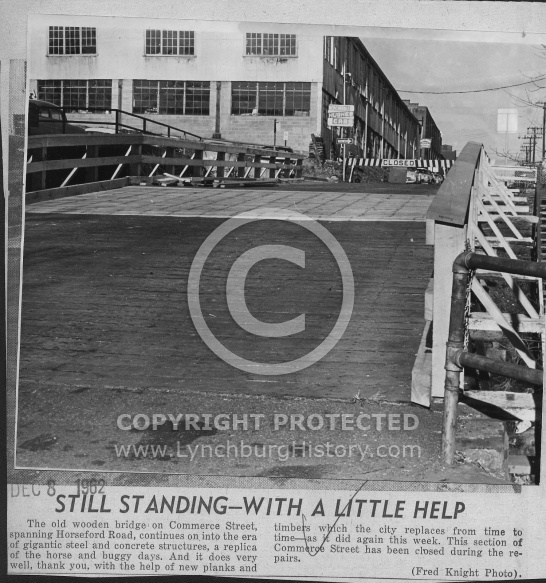 CLOSED
©
COPYRIGHT PROTECTED
www.LynchburgHistory.com
DEC 8 1962
STILL STANDING—WITH A LITTLE HELP
The old wooden bridge on Commerce Street,
spanning Horseford Road, continues on into the era
of gigantic steel and concrete structures, a replica
of the horse and buggy days. And it does very
well, thank you, with the help of new planks and
timbers which the city replaces from time to
time—as it did again this week. This section of
Commerce Street has been closed during the re-
pairs.
(Fred Knight Photo).